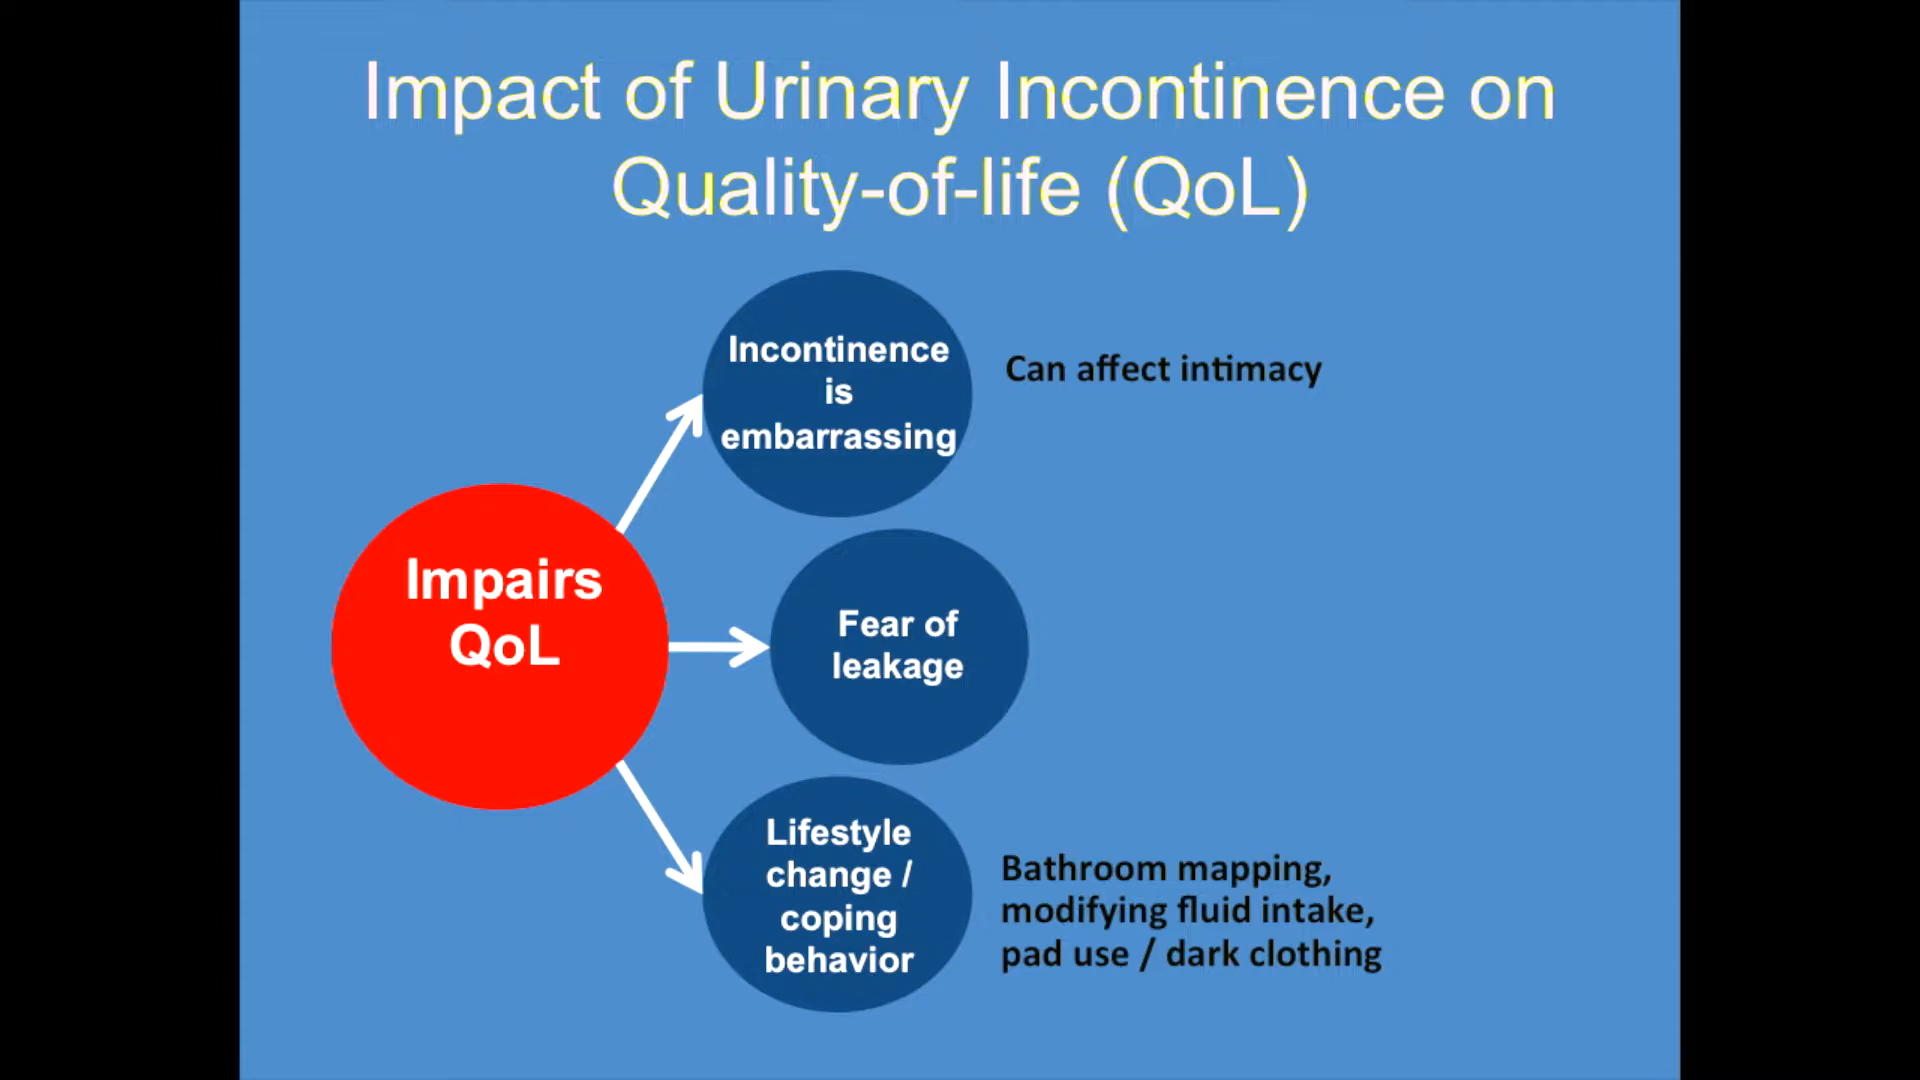 Impact of Urinary Incontinence on
Quality-of-life (QoL)
Incontinence
is
embarrassing
Can affect intimacy
Impairs
QoL
Fear of
leakage
Lifestyle
change /
coping
behavior
Bathroom mapping,
modifying fluid intake,
pad use / dark clothing